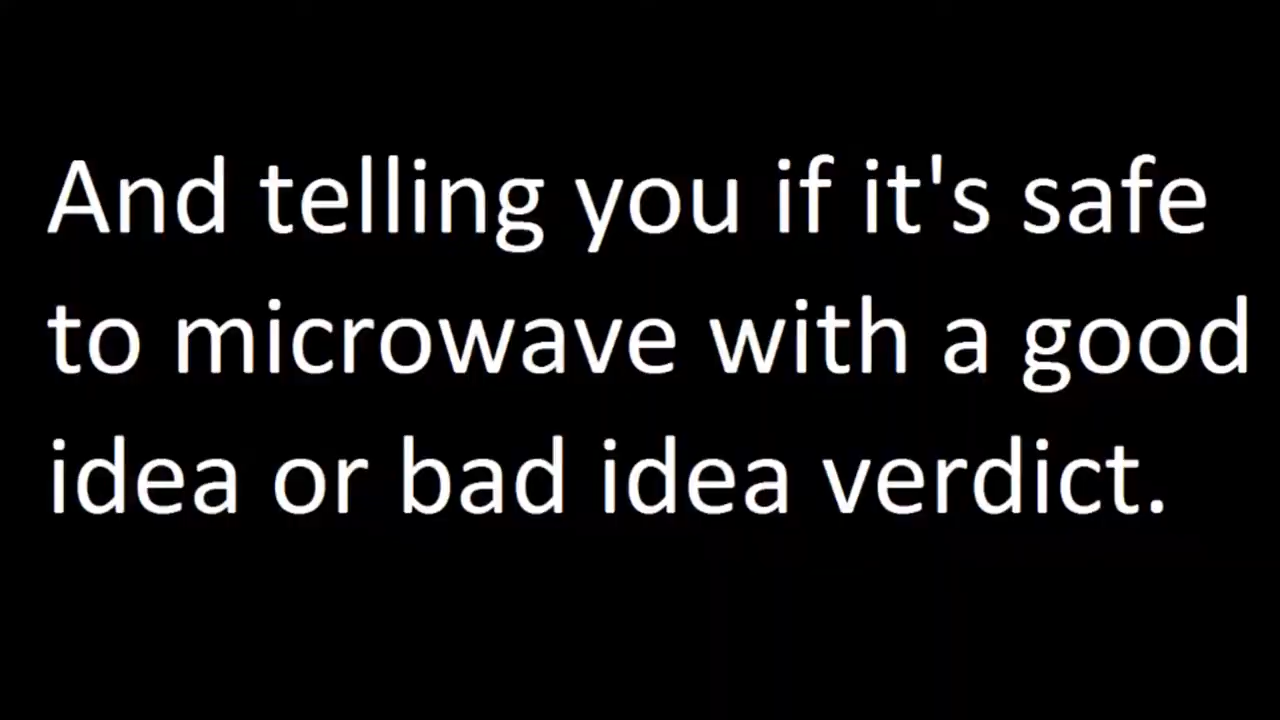 And telling you if it's safe
to microwave with a good
idea or bad idea verdict.